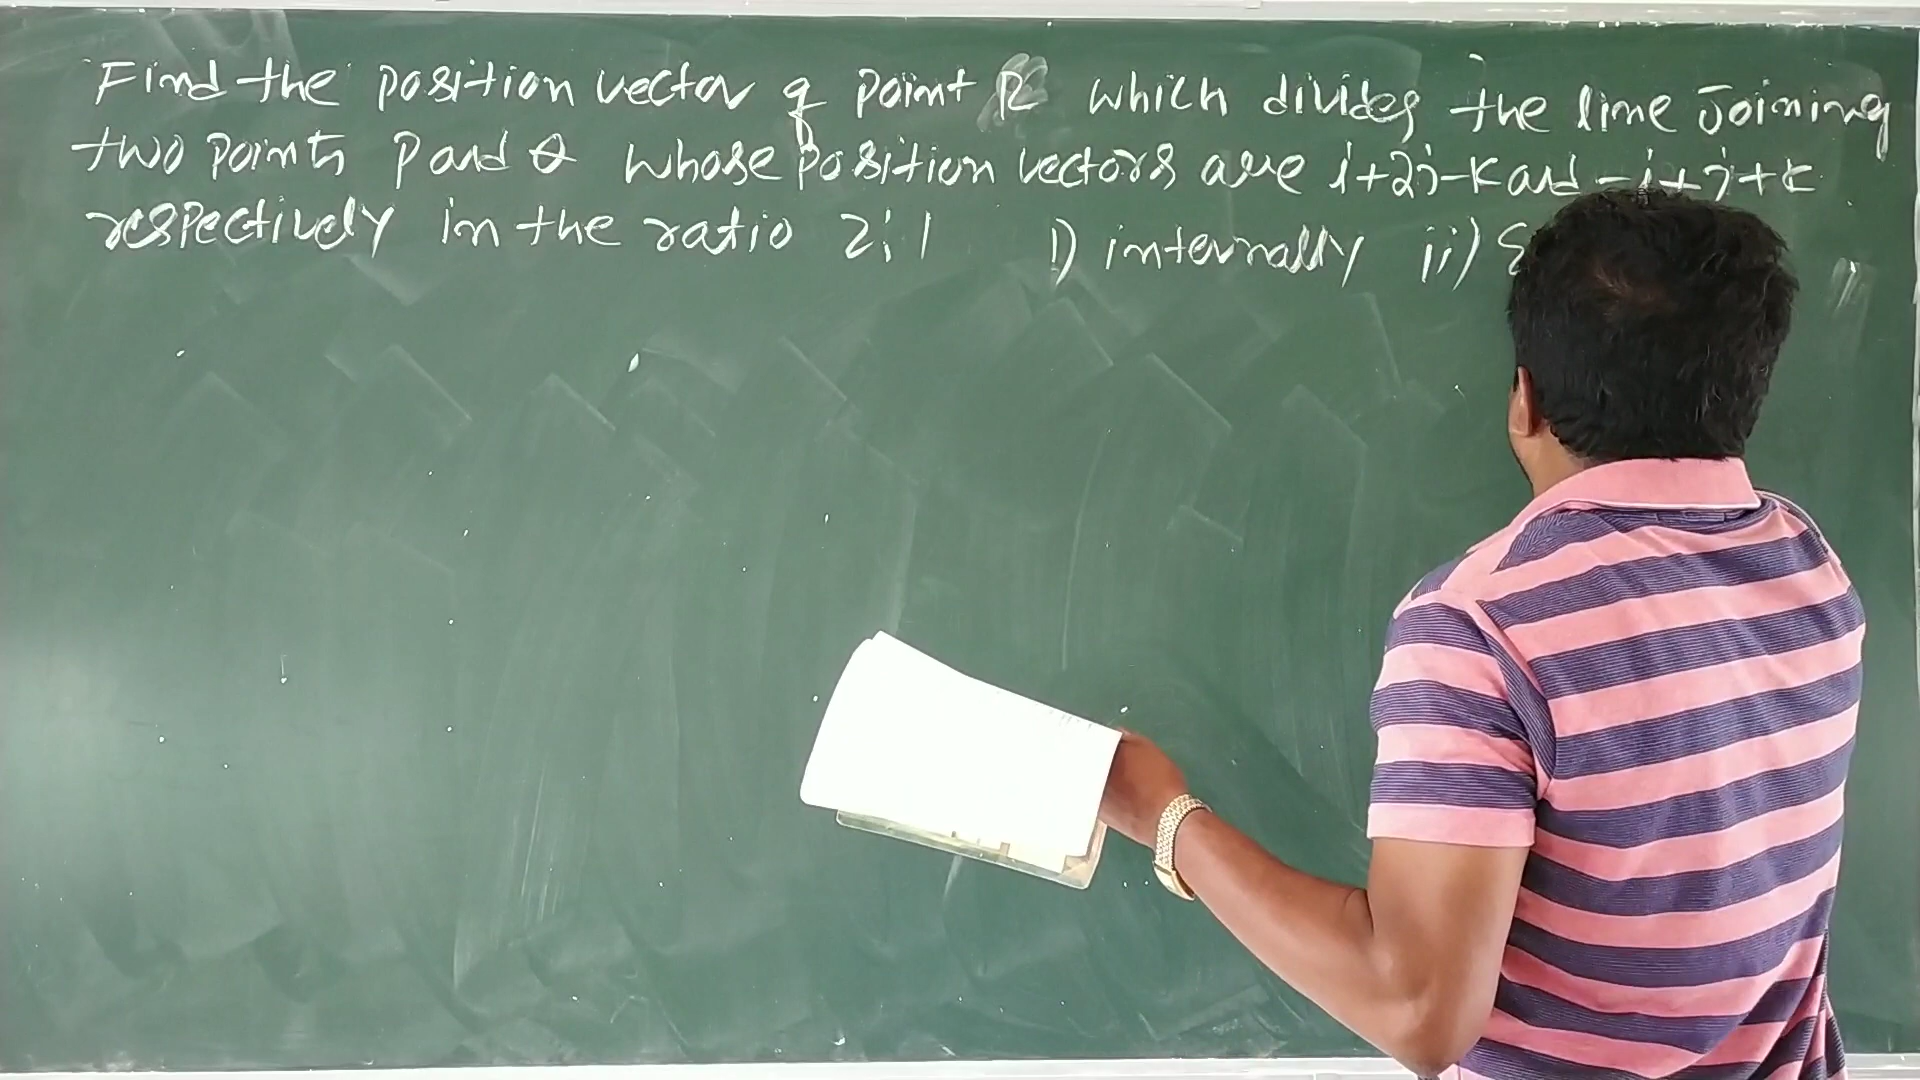 Find the position vector of point R which divides the line Joining
two points P and Q whose position vectors are i+2j-k and -i+j+k
respectively in the ratio 2:1 i) internally ii)